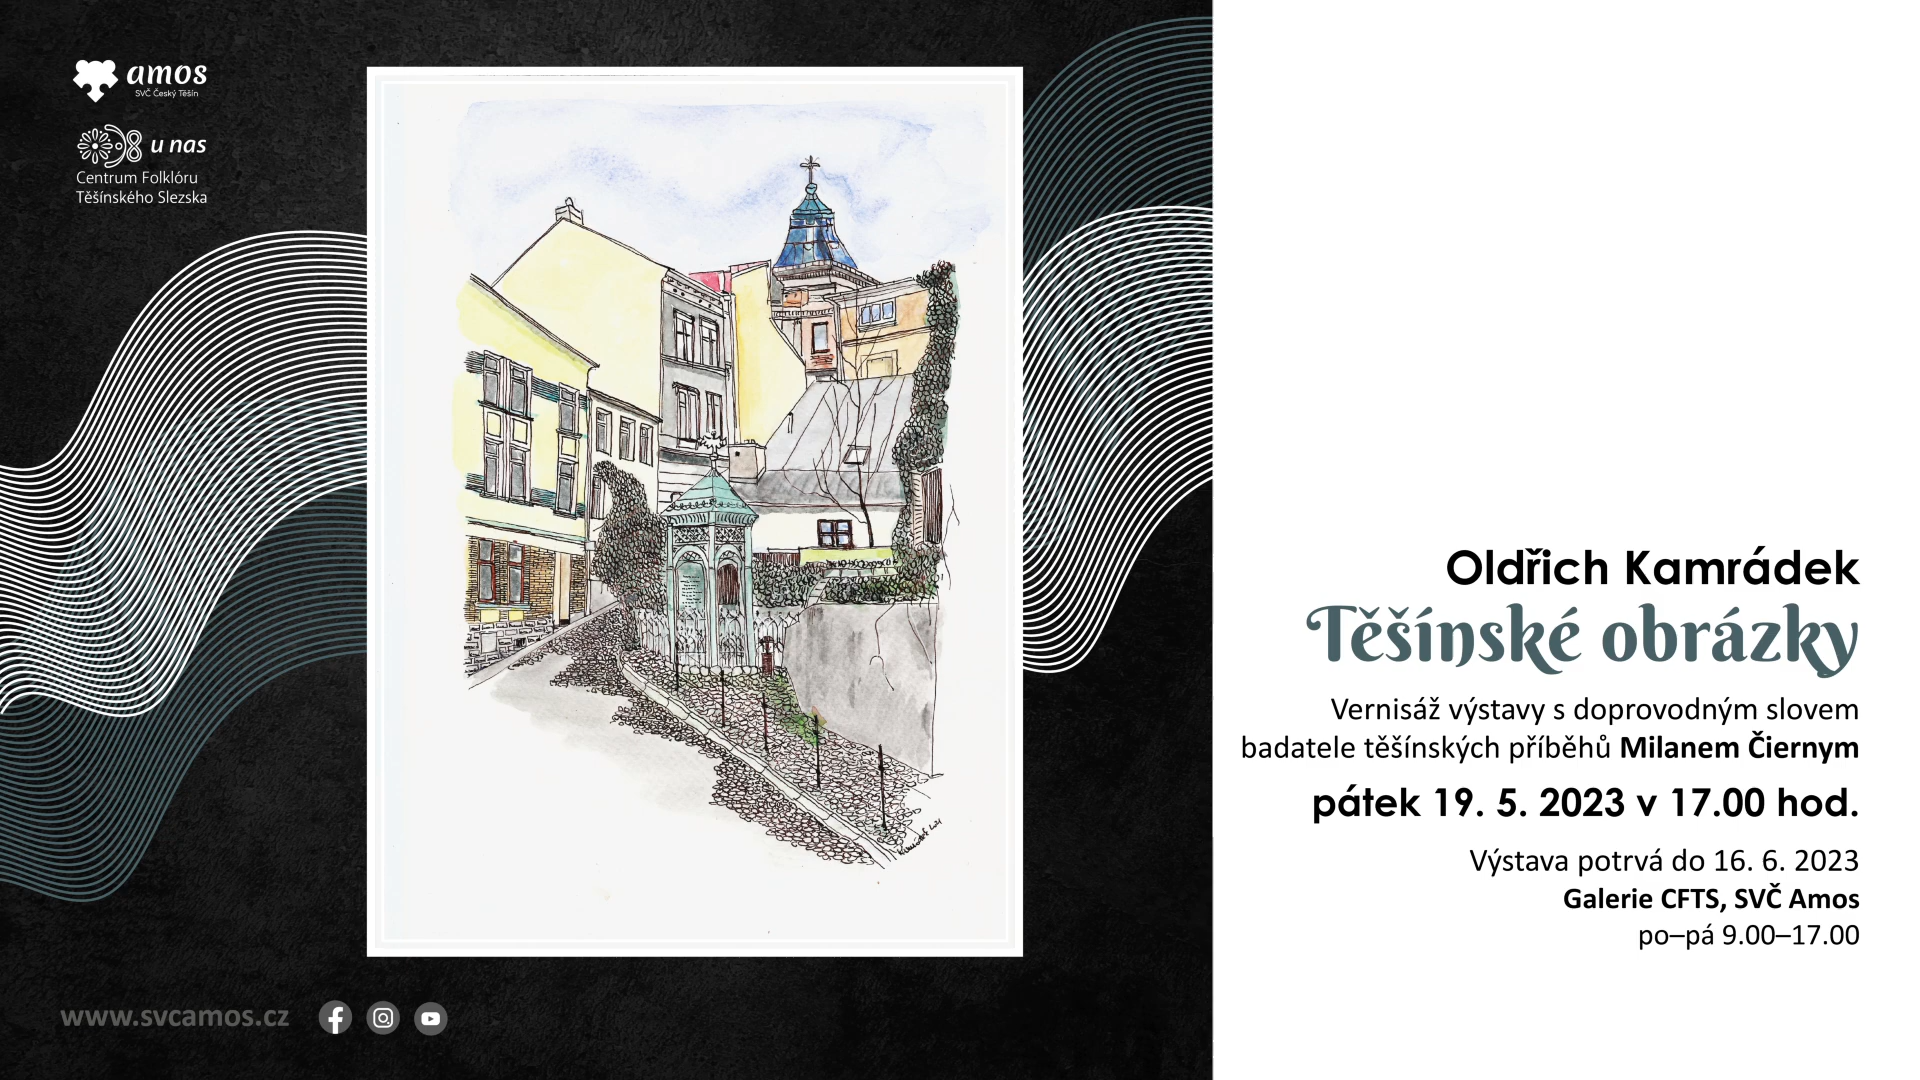 amos
SVČ Český Těšín
u nas
Centrum Folklóru
Těšínského Slezska
Oldřich Kamrádek
Těšínské obrázky
Vernisáž výstavy s doprovodným slovem
badatele těšínských příběhů Milanem Čiernym
pátek 19. 5. 2023 v 17.00 hod.
Výstava potrvá do 16. 6. 2023
Galerie CFTS, SVČ Amos
po–pá 9.00–17.00
www.svcamos.cz